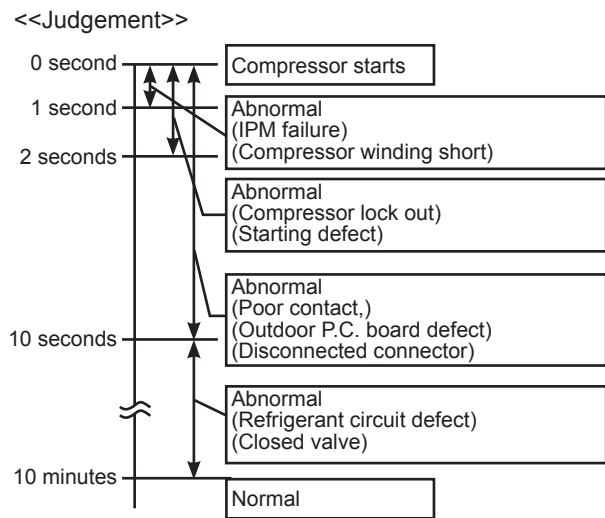 <<Judgement>>
0 second
Compressor starts
1 second
Abnormal
(IPM failure)
(Compressor winding short)
2 seconds
Abnormal
(Compressor lock out)
(Starting defect)
Abnormal
(Poor contact,)
(Outdoor P.C. board defect)
(Disconnected connector)
10 seconds
Abnormal
(Refrigerant circuit defect)
(Closed valve)
10 minutes
Normal